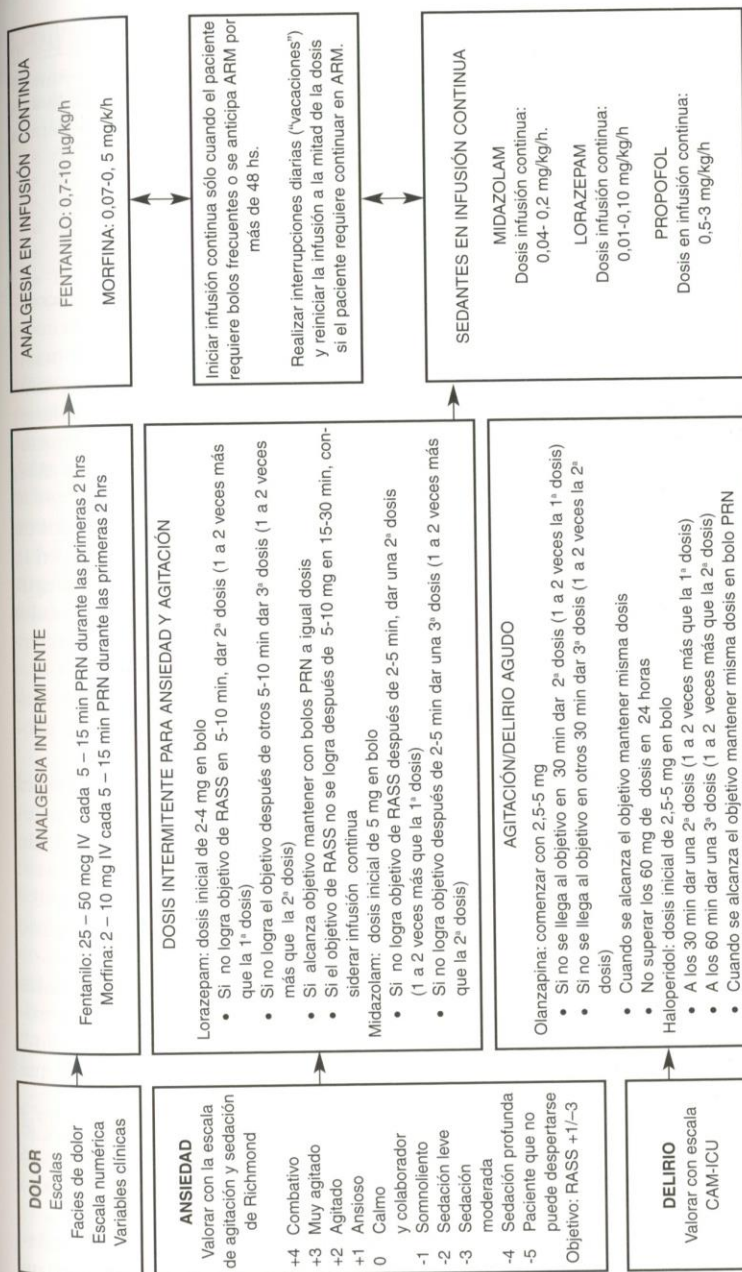 DOLOR
Escalas
Facies de dolor
Escala numérica
Variables clínicas
ANALGESIA INTERMITENTE
Fentanilo: 25 – 50 mcg IV cada 5 – 15 min PRN durante las primeras 2 hrs
Morfina: 2 – 10 mg IV cada 5 – 15 min PRN durante las primeras 2 hrs
ANALGESIA EN INFUSIÓN CONTINUA
FENTANILO: 0,7-10 µg/kg/h
MORFINA: 0,07-0, 5 mg/k/h
ANSIEDAD
Valorar con la escala
de agitación y sedación
de Richmond
+4 Combativo
+3 Muy agitado
+2 Agitado
+1 Ansioso
0 Calmo
y colaborador
-1 Somnoliento
-2 Sedación leve
-3 Sedación
moderada
-4 Sedación profunda
-5 Paciente que no
puede despertarse
Objetivo: RASS +1/–3
DOSIS INTERMITENTE PARA ANSIEDAD Y AGITACIÓN
Lorazepam: dosis inicial de 2-4 mg en bolo
• Si no logra objetivo de RASS en 5-10 min, dar 2ª dosis (1 a 2 veces más
que la 1ª dosis)
• Si no logra el objetivo después de otros 5-10 min dar 3ª dosis (1 a 2 veces
más que la 2ª dosis)
• Si alcanza objetivo mantener con bolos PRN a igual dosis
• Si el objetivo de RASS no se logra después de 5-10 mg en 15-30 min, con-
siderar infusión continua
Midazolam: dosis inicial de 5 mg en bolo
• Si no logra objetivo de RASS después de 2-5 min, dar una 2ª dosis
(1 a 2 veces más que la 1ª dosis)
• Si no logra objetivo después de 2-5 min dar una 3ª dosis (1 a 2 veces más
que la 2ª dosis)
Iniciar infusión continua sólo cuando el paciente
requiere bolos frecuentes o se anticipa ARM por
más de 48 hs.
Realizar interrupciones diarias ("vacaciones")
y reiniciar la infusión a la mitad de la dosis
si el paciente requiere continuar en ARM.
DELIRIO
Valorar con escala
CAM-ICU
AGITACIÓN/DELIRIO AGUDO
Olanzapina: comenzar con 2,5-5 mg
• Si no se llega al objetivo en 30 min dar 2ª dosis (1 a 2 veces la 1ª dosis)
• Si no se llega al objetivo en otros 30 min dar 3ª dosis (1 a 2 veces la 2ª
dosis)
• Cuando se alcanza el objetivo mantener misma dosis
• No superar los 60 mg de dosis en 24 horas
Haloperidol: dosis inicial de 2,5-5 mg en bolo
• A los 30 min dar una 2ª dosis (1 a 2 veces más que la 1ª dosis)
• A los 60 min dar una 3ª dosis (1 a 2 veces más que la 2ª dosis)
• Cuando se alcanza el objetivo mantener misma dosis en bolo PRN
SEDANTES EN INFUSIÓN CONTINUA
MIDAZOLAM
Dosis infusión continua:
0,04- 0,2 mg/kg/h.
LORAZEPAM
Dosis infusión continua:
0,01-0,10 mg/kg/h
PROPOFOL
Dosis en infusión continua:
0,5-3 mg/kg/h